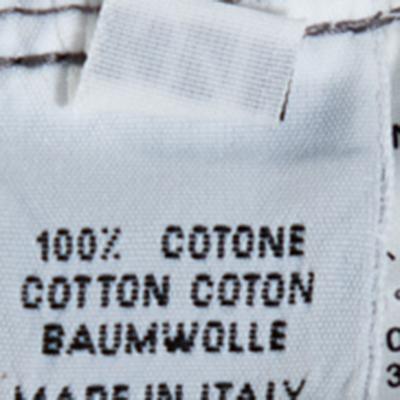 100% COTONE
COTTON COTON
BAUMWOLLE
MADE IN ITALY